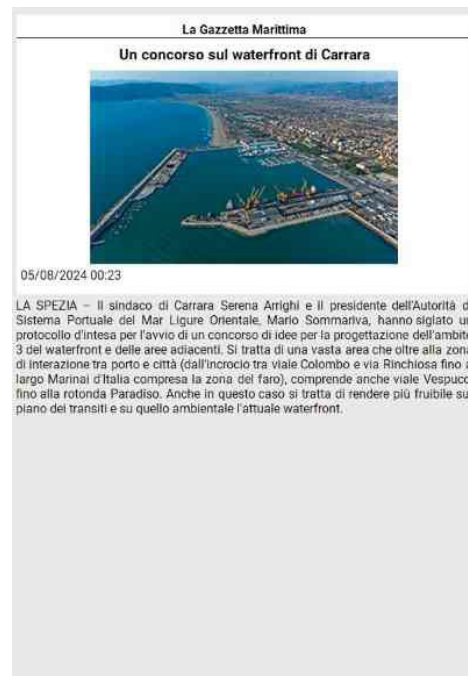 La Gazzetta Marittima
Un concorso sul waterfront di Carrara
05/08/2024 00:23
LA SPEZIA – Il sindaco di Carrara Serena Arrighi e il presidente dell'Autorità d
Sistema Portuale del Mar Ligure Orientale, Mario Sommariva, hanno siglato un
protocollo d'intesa per l'avvio di un concorso di idee per la progettazione dell'ambito
3 del waterfront e delle aree adiacenti. Si tratta di una vasta area che oltre alla zona
di interazione tra porto e città (dall'incrocio tra viale Colombo e via Rinchiosa fino a
largo Marinai d'Italia compresa la zona del faro), comprende anche viale Vespucc
fino alla rotonda Paradiso. Anche in questo caso si tratta di rendere più fruibile su
piano dei transiti e su quello ambientale l'attuale waterfront.